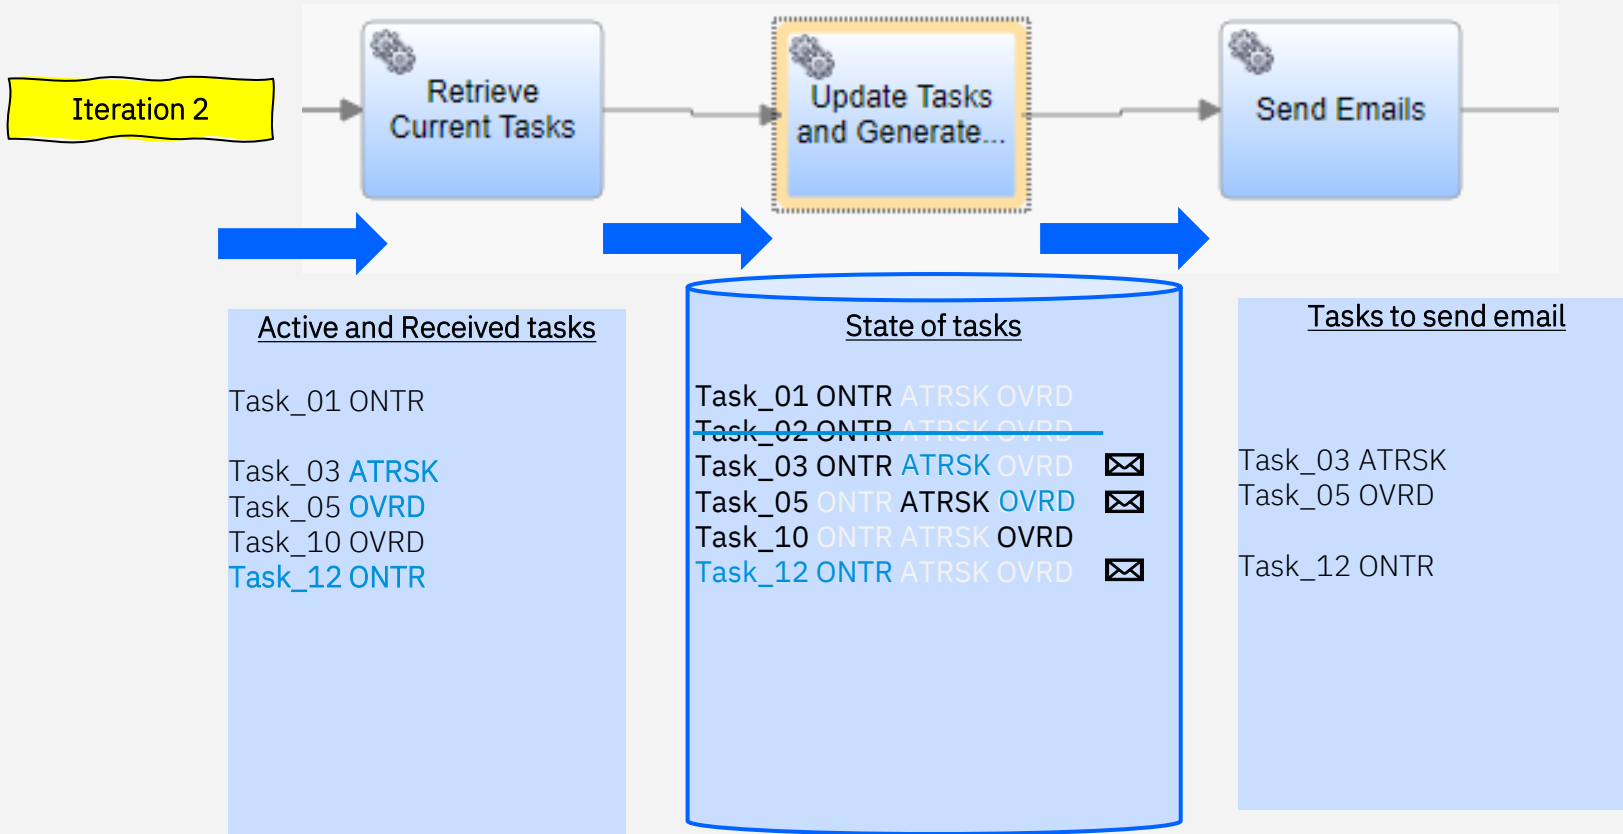 Iteration 2
Retrieve
Current Tasks
Update Tasks
and Generate...
Send Emails
Active and Received tasks
Task_01 ONTR
Task_03 ATRSK
Task_05 OVRD
Task_10 OVRD
Task_12 ONTR
State of tasks
Task_01 ONTR ATRSK OVRD
Task_02 ONTR ATRSK OVRD
Task_03 ONTR ATRSK OVRD
Task_05 ONTR ATRSK OVRD
Task_10 ONTR ATRSK OVRD
Task_12 ONTR ATRSK OVRD
Tasks to send email
Task_03 ATRSK
Task_05 OVRD
Task_12 ONTR